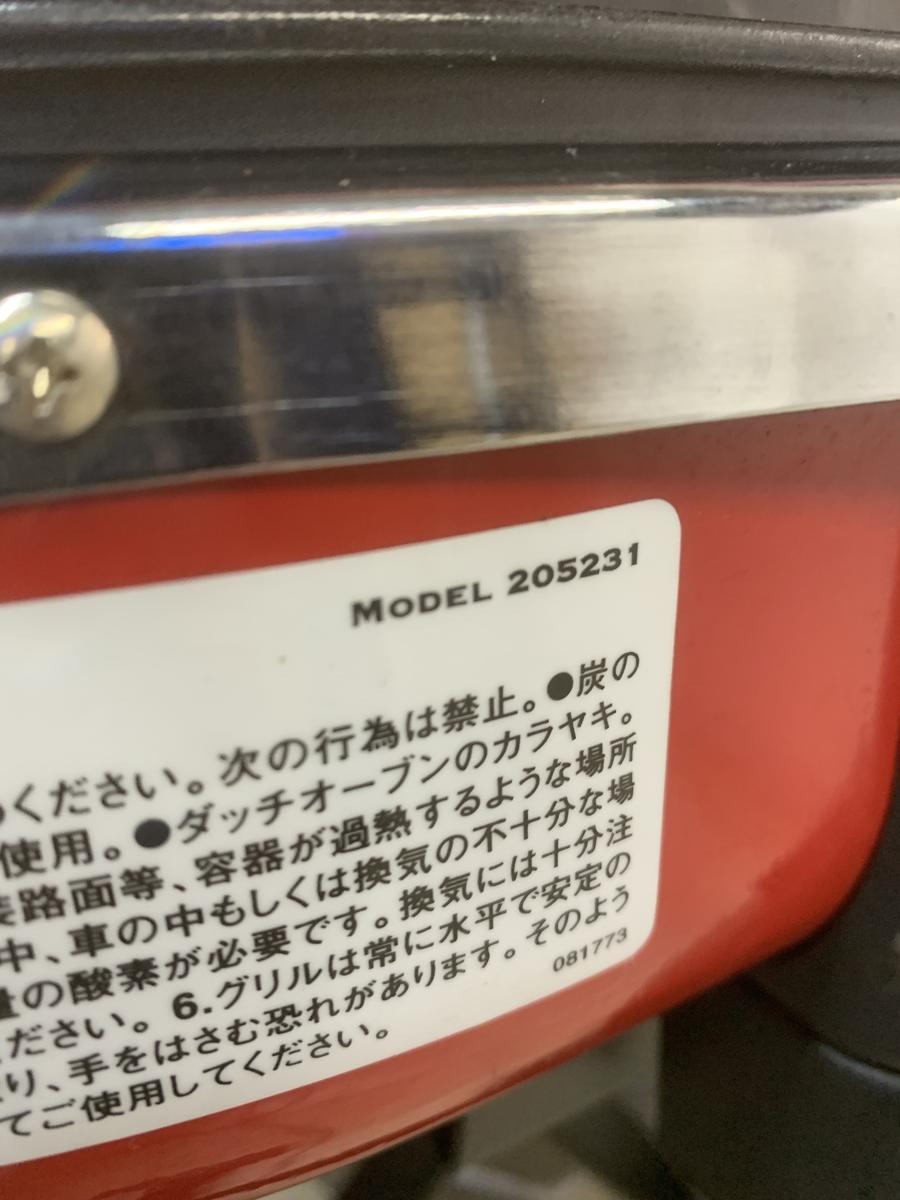 MODEL 205231
ください。次の行為は禁止。●炭の
使用。●ダッチオーブンのカラヤキ。
装路面等、容器が過熱するような場所
中、車の中もしくは換気の不十分な場
量の酸素が必要です。換気には十分注
ください。6.グリルは常に水平で安定の
り、手をはさむ恐れがあります。そのよう
てご使用してください。
081773